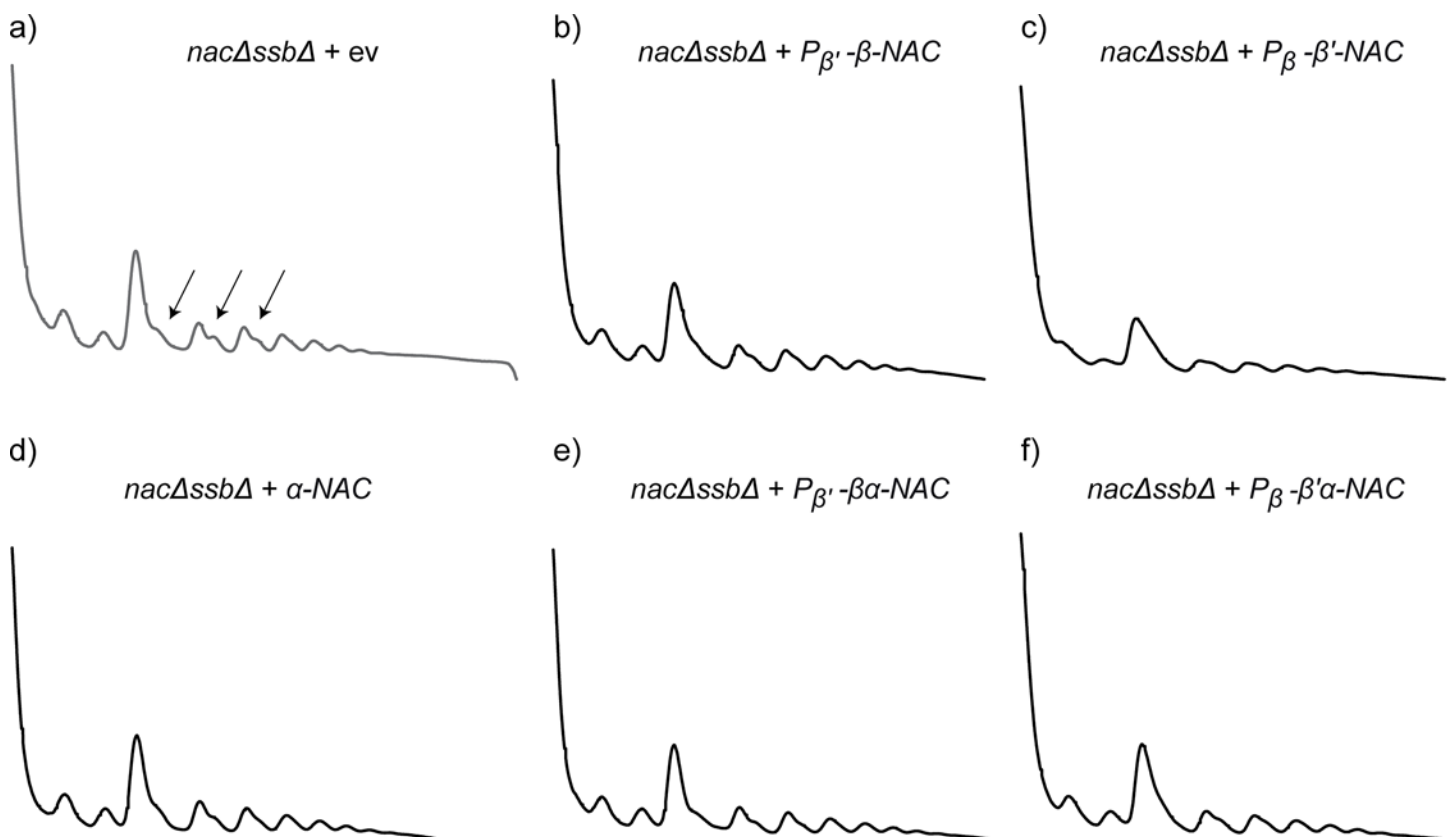 a)
nacΔssbΔ + ev
b)
nacΔssbΔ + Pβ' -β-NAC
c)
nacΔssbΔ + Pβ -β'-NAC
d)
nacΔssbΔ + α-NAC
e)
nacΔssbΔ + Pβ' -βα-NAC
f)
nacΔssbΔ + Pβ -β'α-NAC